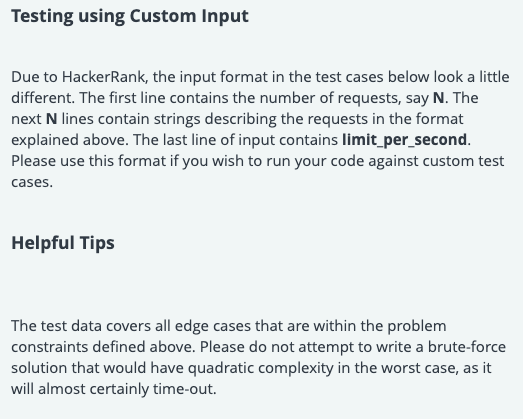 Testing using Custom Input
Due to HackerRank, the input format in the test cases below look a little
different. The first line contains the number of requests, say N. The
next N lines contain strings describing the requests in the format
explained above. The last line of input contains limit_per_second.
Please use this format if you wish to run your code against custom test
cases.
Helpful Tips
The test data covers all edge cases that are within the problem
constraints defined above. Please do not attempt to write a brute-force
solution that would have quadratic complexity in the worst case, as it
will almost certainly time-out.